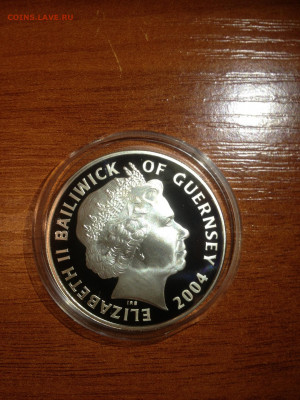 COINS.LAVE.RU
ELIZABETH II BAILIWICK OF GUERNSEY 2004
IRB